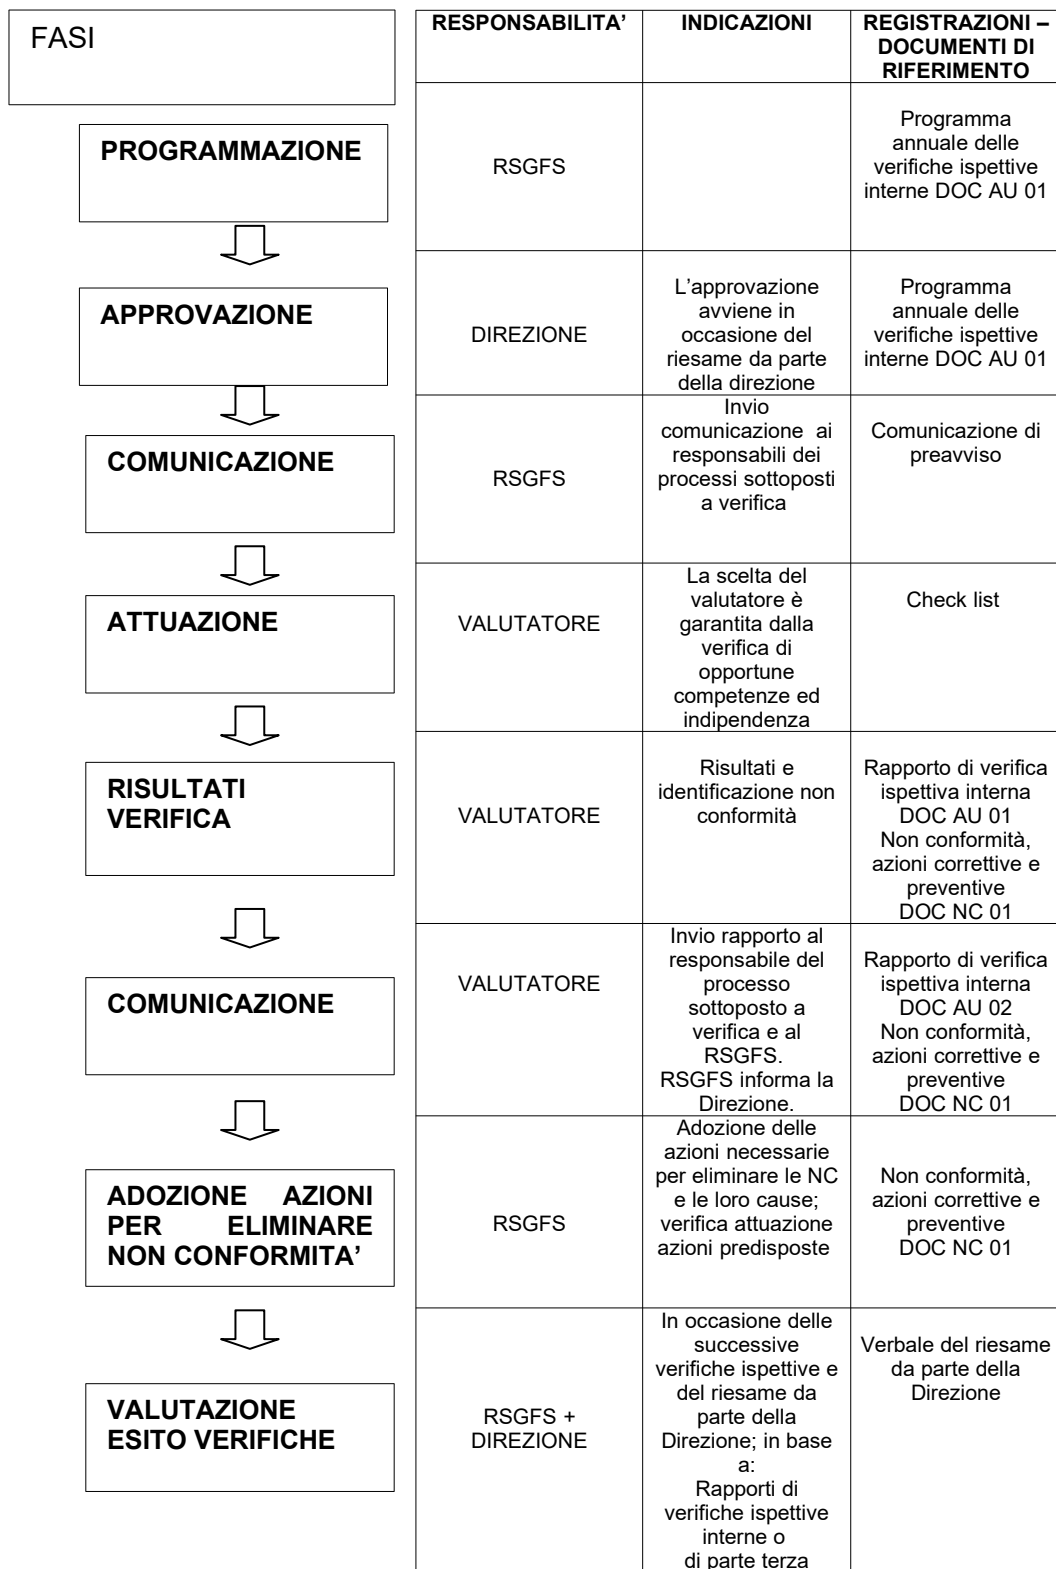 FASI
RESPONSABILITA’
INDICAZIONI
REGISTRAZIONI –
DOCUMENTI DI
RIFERIMENTO
PROGRAMMAZIONE
RSGFS
Programma
annuale delle
verifiche ispettive
interne DOC AU 01
APPROVAZIONE
DIREZIONE
L’approvazione
avviene in
occasione del
riesame da parte
della direzione
Programma
annuale delle
verifiche ispettive
interne DOC AU 01
COMUNICAZIONE
RSGFS
Invio
comunicazione ai
responsabili dei
processi sottoposti
a verifica
Comunicazione di
preavviso
ATTUAZIONE
VALUTATORE
La scelta del
valutatore è
garantita dalla
verifica di
opportune
competenze ed
indipendenza
Check list
RISULTATI
VERIFICA
VALUTATORE
Risultati e
identificazione non
conformità
Rapporto di verifica
ispettiva interna
DOC AU 01
Non conformità,
azioni correttive e
preventive
DOC NC 01
COMUNICAZIONE
VALUTATORE
Invio rapporto al
responsabile del
processo
sottoposto a
verifica e al
RSGFS.
RSGFS informa la
Direzione.
Rapporto di verifica
ispettiva interna
DOC AU 02
Non conformità,
azioni correttive e
preventive
DOC NC 01
ADOZIONE AZIONI
PER ELIMINARE
NON CONFORMITA’
RSGFS
Adozione delle
azioni necessarie
per eliminare le NC
e le loro cause;
verifica attuazione
azioni predisposte
Non conformità,
azioni correttive e
preventive
DOC NC 01
VALUTAZIONE
ESITO VERIFICHE
RSGFS +
DIREZIONE
In occasione delle
successive
verifiche ispettive e
del riesame da
parte della
Direzione; in base
a:
Rapporti di
verifiche ispettive
interne o
di parte terza
Verbale del riesame
da parte della
Direzione